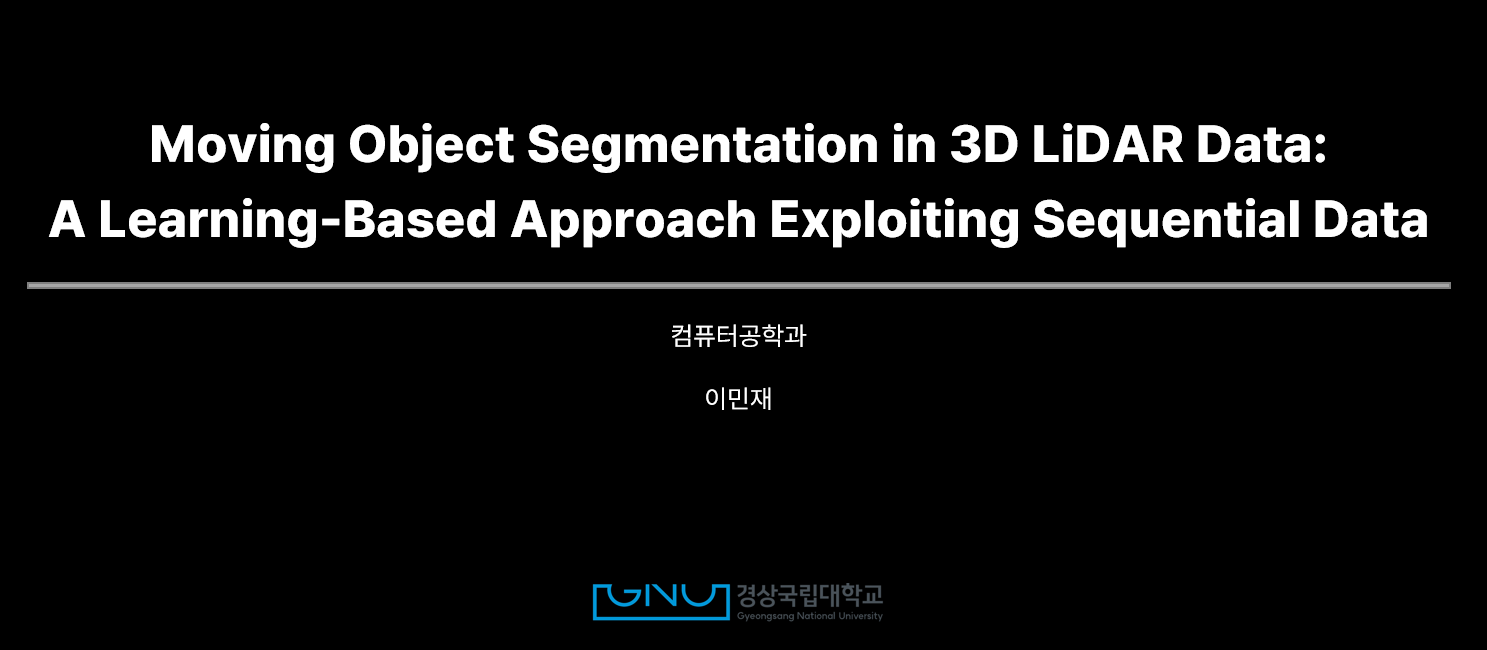 Moving Object Segmentation in 3D LiDAR Data:
A Learning-Based Approach Exploiting Sequential Data
컴퓨터공학과
이민재
GNU 경상국립대학교
Gyeongsang National University